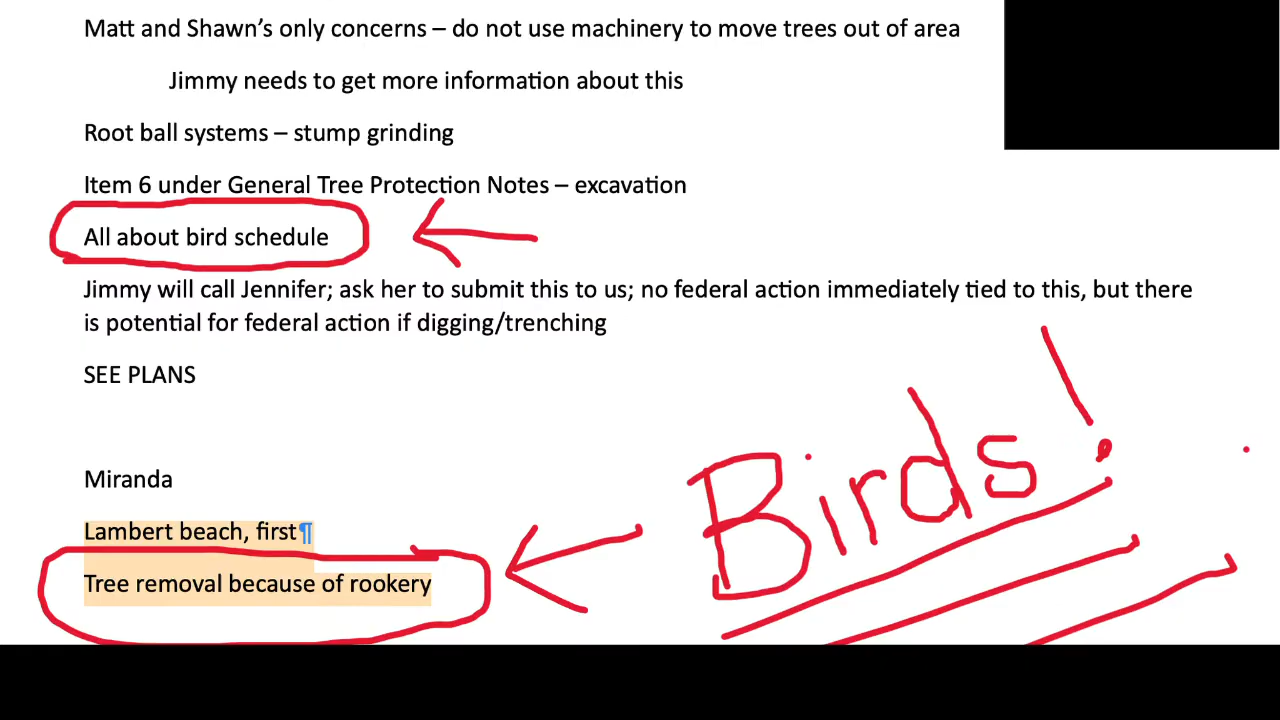 Matt and Shawn’s only concerns – do not use machinery to move trees out of area
Jimmy needs to get more information about this
Root ball systems – stump grinding
Item 6 under General Tree Protection Notes – excavation
All about bird schedule
Jimmy will call Jennifer; ask her to submit this to us; no federal action immediately tied to this, but there
is potential for federal action if digging/trenching
SEE PLANS
Birds!
Miranda
Lambert beach, first¶
Tree removal because of rookery